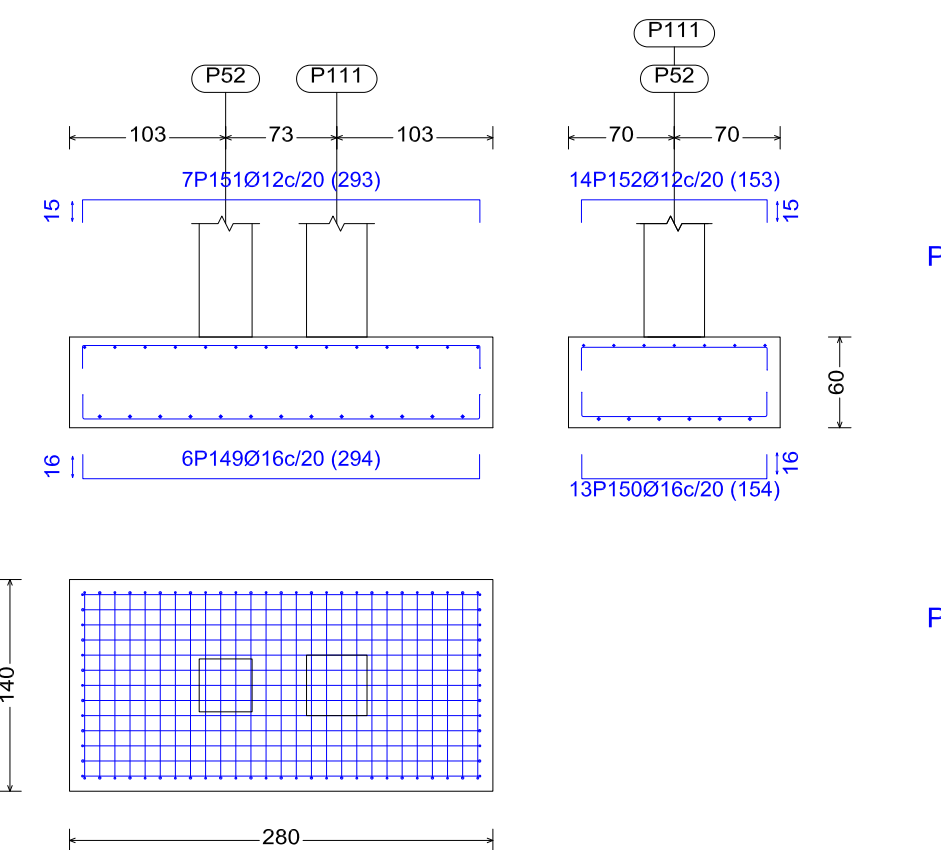 P111
P52 P111 P52
103 73 103 70 70
7P151Ø12c/20 (293) 14P152Ø12c/20 (153)
15 15
P
60
6P149Ø16c/20 (294)
16 16
13P150Ø16c/20 (154)
P
140
280